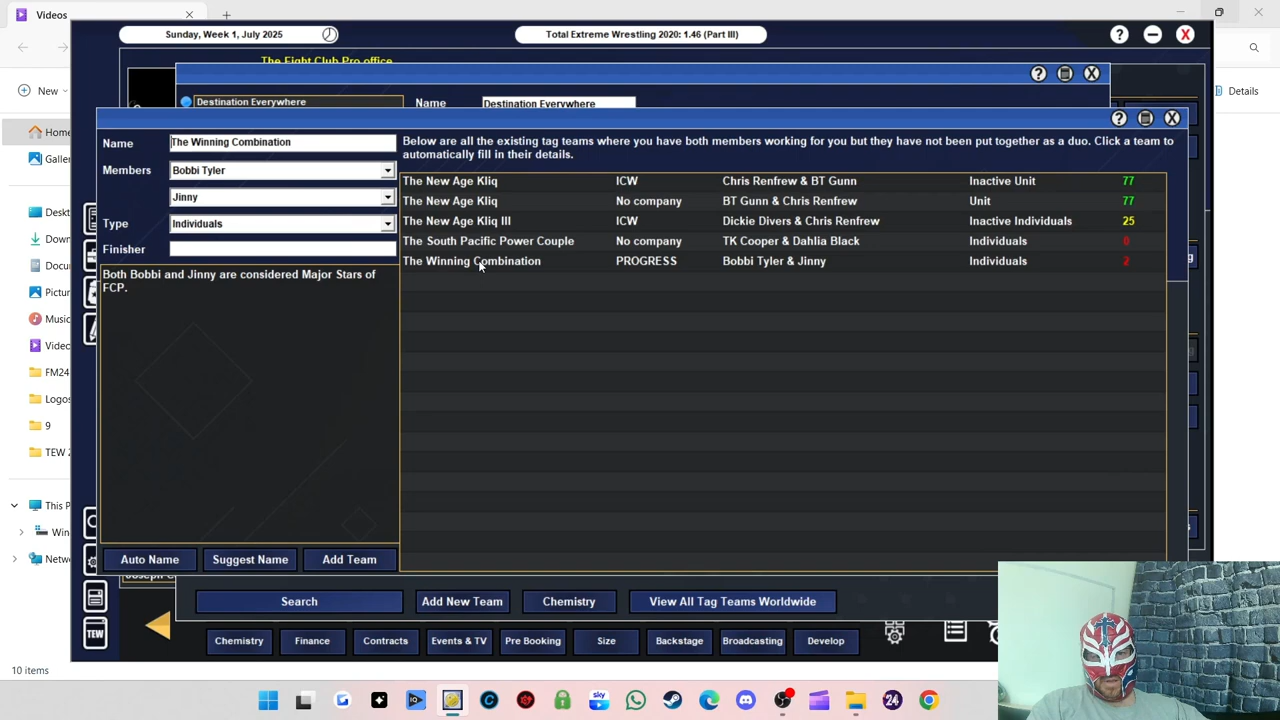 Videos
Sunday, Week 1, July 2025
Total Extreme Wrestling 2020: 1.46 (Part III)
The Fight Club Pro office
New
Details
Destination Everywhere
Name
Destination Everywhere
Home
Galle
Deskt
Down
Docu
Pictur
Music
Video
FM24
Logos
9
TEW 2
This P
Win
Netwo
Name
The Winning Combination
Members
Bobbi Tyler
Jinny
Type
Individuals
Finisher
Both Bobbi and Jinny are considered Major Stars of
FCP.
Below are all the existing tag teams where you have both members working for you but they have not been put together as a duo. Click a team to
automatically fill in their details.
The New Age Kliq ICW Chris Renfrew & BT Gunn Inactive Unit 77
The New Age Kliq No company BT Gunn & Chris Renfrew Unit 77
The New Age Kliq III ICW Dickie Divers & Chris Renfrew Inactive Individuals 25
The South Pacific Power Couple No company TK Cooper & Dahlia Black Individuals 0
The Winning Combination PROGRESS Bobbi Tyler & Jinny Individuals 2
Auto Name
Suggest Name
Add Team
Search
Add New Team
Chemistry
View All Tag Teams Worldwide
TEW
Chemistry
Finance
Contracts
Events & TV
Pre Booking
Size
Backstage
Broadcasting
Develop
10 items
sky
24